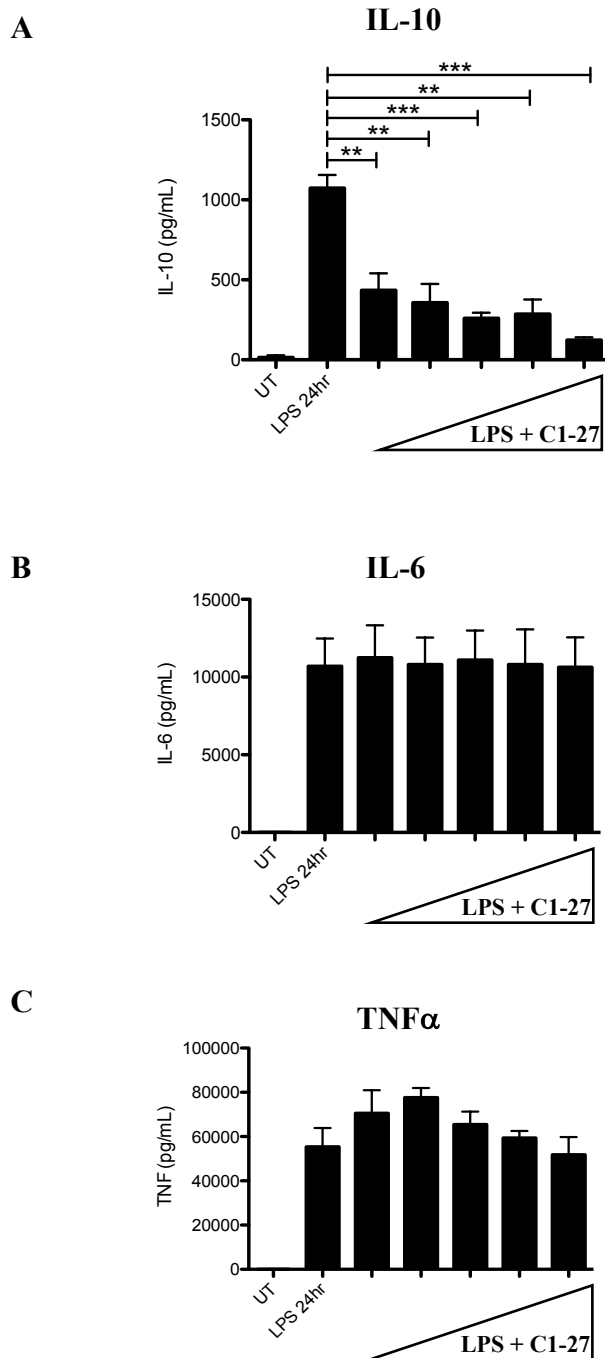 A
IL-10
***
**
***
**
**
1500
1000
500
0
IL-10 (pg/mL)
UT
LPS 24hr
LPS + C1-27
B
IL-6
15000
10000
5000
0
IL-6 (pg/mL)
UT
LPS 24hr
LPS + C1-27
C
TNFα
100000
80000
60000
40000
20000
0
TNF (pg/mL)
UT
LPS 24hr
LPS + C1-27